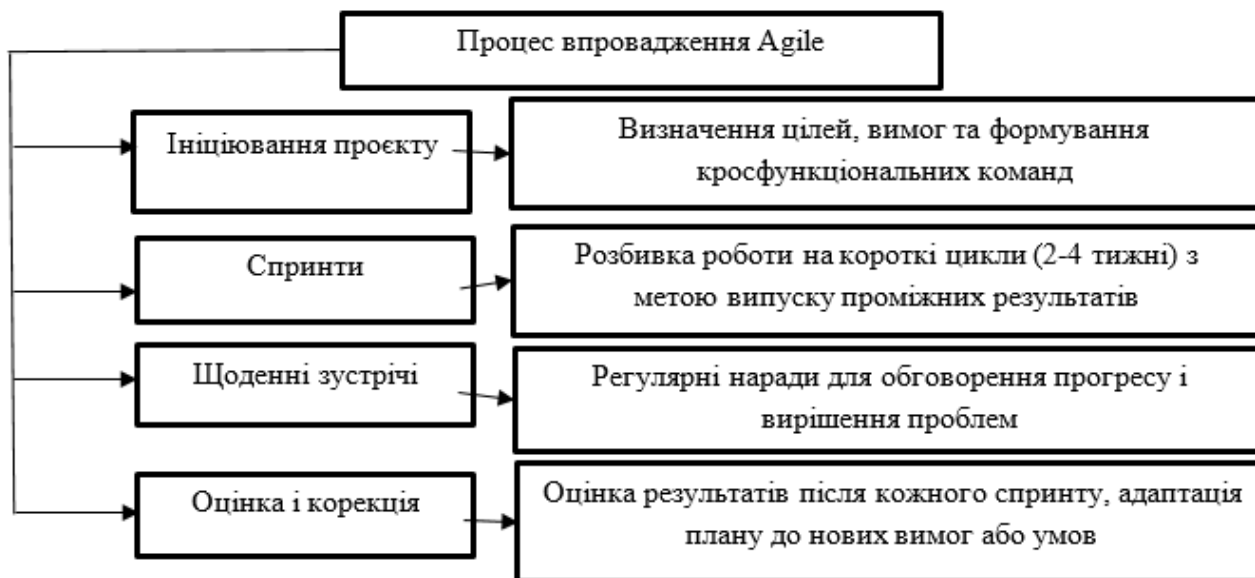 Процес впровадження Agile
Ініціювання проєкту
Визначення цілей, вимог та формування
кросфункціональних команд
Спринти
Розбивка роботи на короткі цикли (2-4 тижні) з
метою випуску проміжних результатів
Щоденні зустрічі
Регулярні наради для обговорення прогресу і
вирішення проблем
Оцінка і корекція
Оцінка результатів після кожного спринту, адаптація
плану до нових вимог або умов